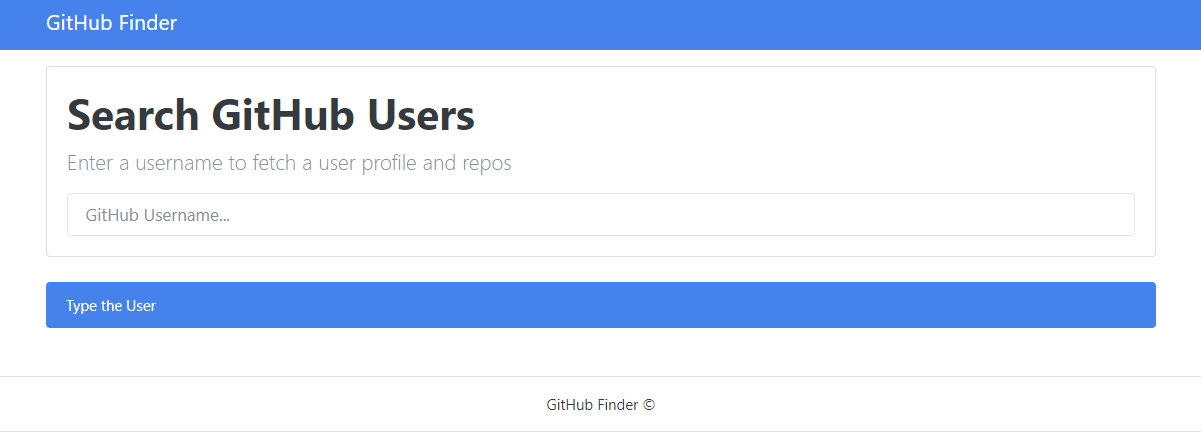 GitHub Finder
Search GitHub Users
Enter a username to fetch a user profile and repos
GitHub Username...
Type the User
GitHub Finder ©